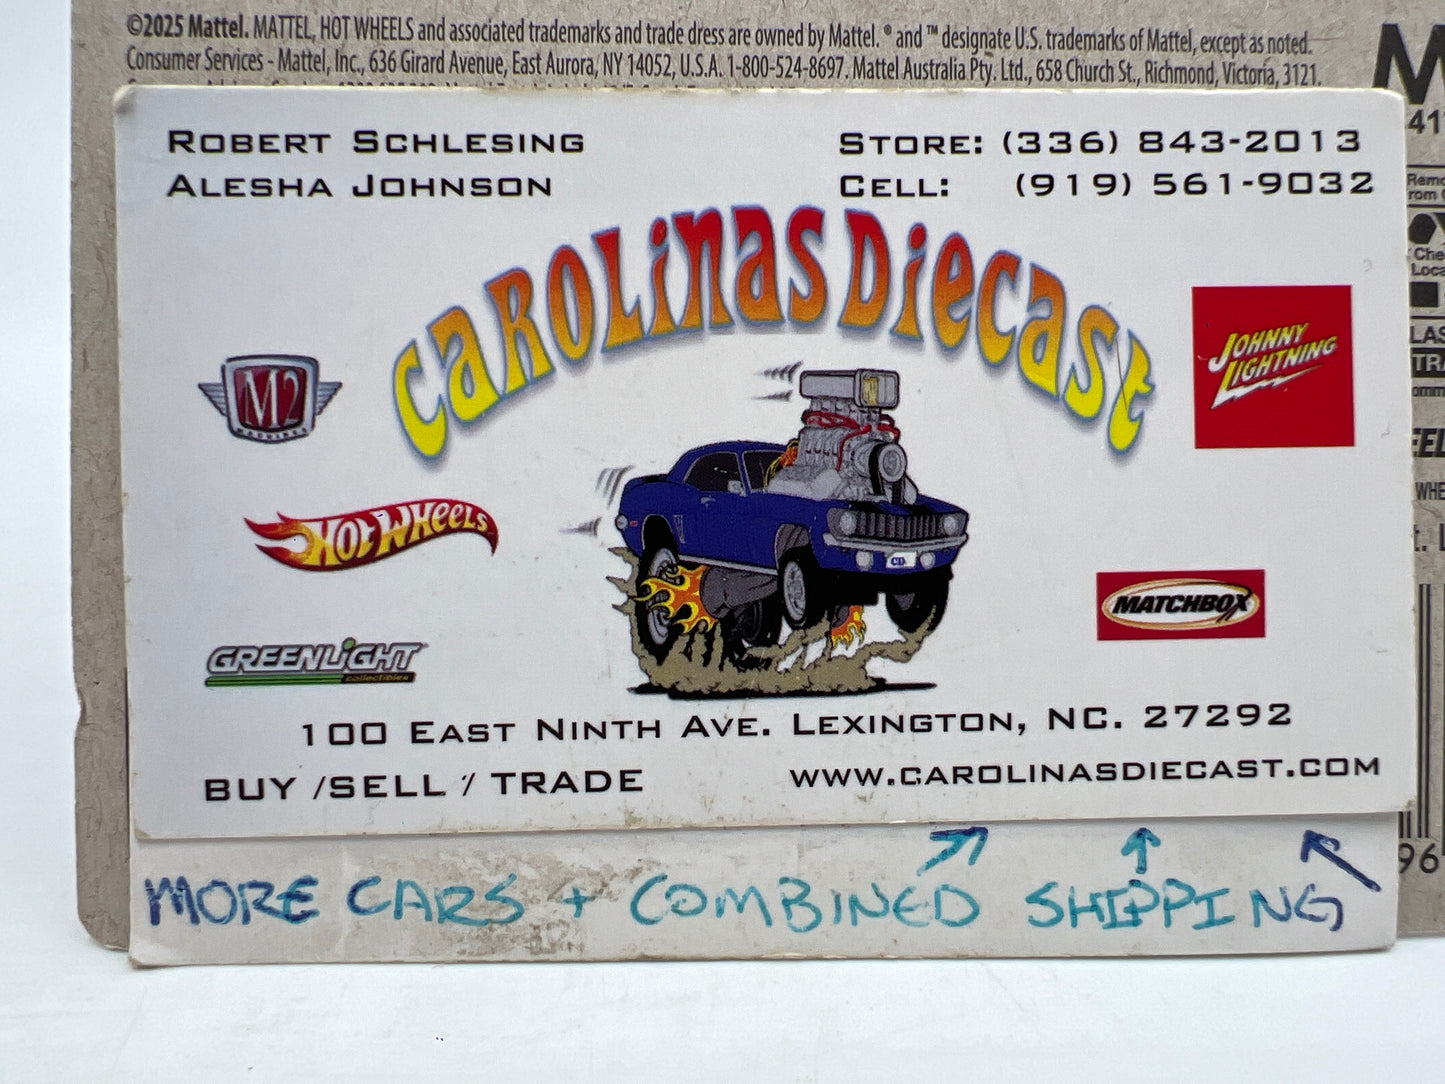 ©2025 Mattel. MATTEL, HOT WHEELS and associated trademarks and trade dress are owned by Mattel. ® and ™ designate U.S. trademarks of Mattel, except as noted.
Consumer Services - Mattel, Inc., 636 Girard Avenue, East Aurora, NY 14052, U.S.A. 1-800-524-8697. Mattel Australia Pty. Ltd., 658 Church St., Richmond, Victoria, 3121.
ROBERT SCHLESING
ALESHA JOHNSON
STORE: (336) 843-2013
CELL: (919) 561-9032
CAROLINAS DIECAST
M2
MACHINES
JOHNNY
LIGHTNING
HOT WHEELS
CD
MATCHBOX
GREENLIGHT
collectibles
100 EAST NINTH AVE. LEXINGTON, NC. 27292
BUY /SELL / TRADE
WWW.CAROLINASDIECAST.COM
MORE CARS + COMBINED SHIPPING
96